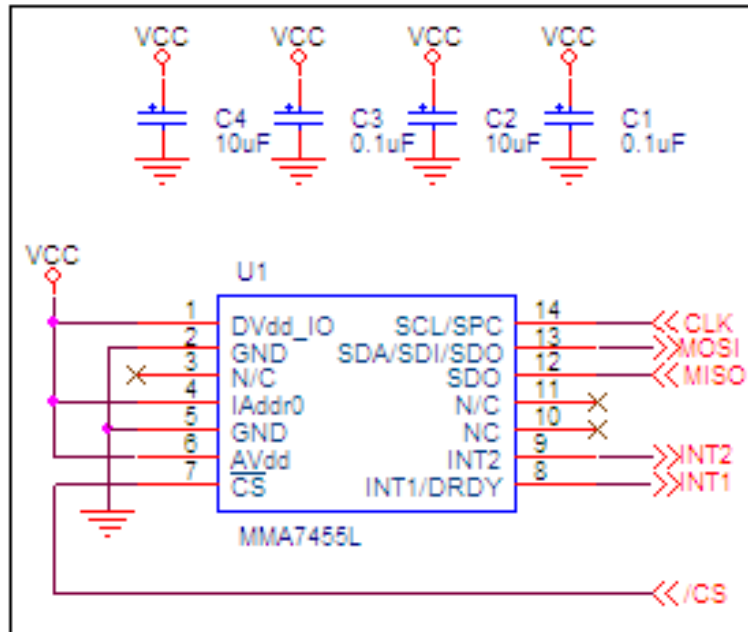 VCC VCC VCC VCC
C4 C3 C2 C1
10uF 0.1uF 10uF 0.1uF
VCC
U1
1 DVdd_IO SCL/SPC 14 CLK
2 GND SDA/SDI/SDO 13 MOSI
3 N/C SDO 12 MISO
4 IAddr0 N/C 11
5 GND NC 10
6 AVdd INT2 9 INT2
7 CS INT1/DRDY 8 INT1
MMA7455L
/CS